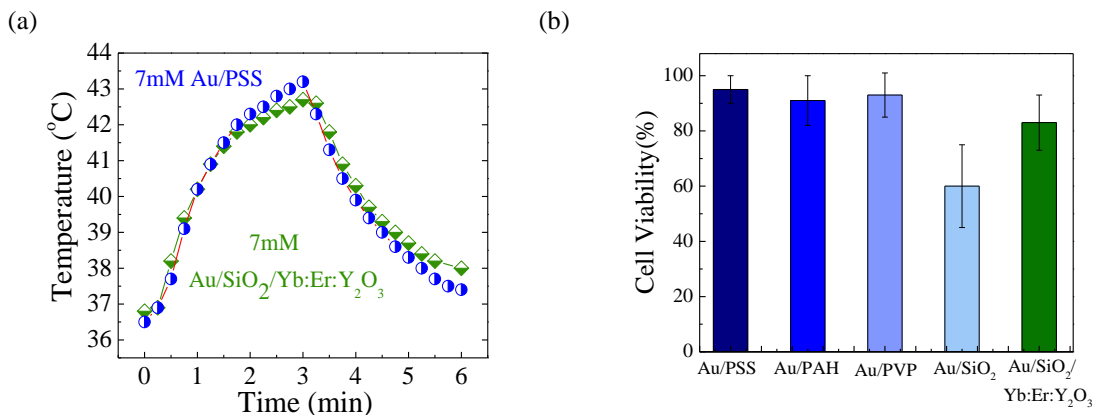 (a)
(b)
Temperature (°C)
43
42
41
40
39
38
37
36
7mM Au/PSS
7mM
Au/SiO₂/Yb:Er:Y₂O₃
0 1 2 3 4 5 6
Time (min)
Cell Viability(%)
100
80
60
40
20
0
Au/PSS Au/PAH Au/PVP Au/SiO₂ Au/SiO₂/
Yb:Er:Y₂O₃